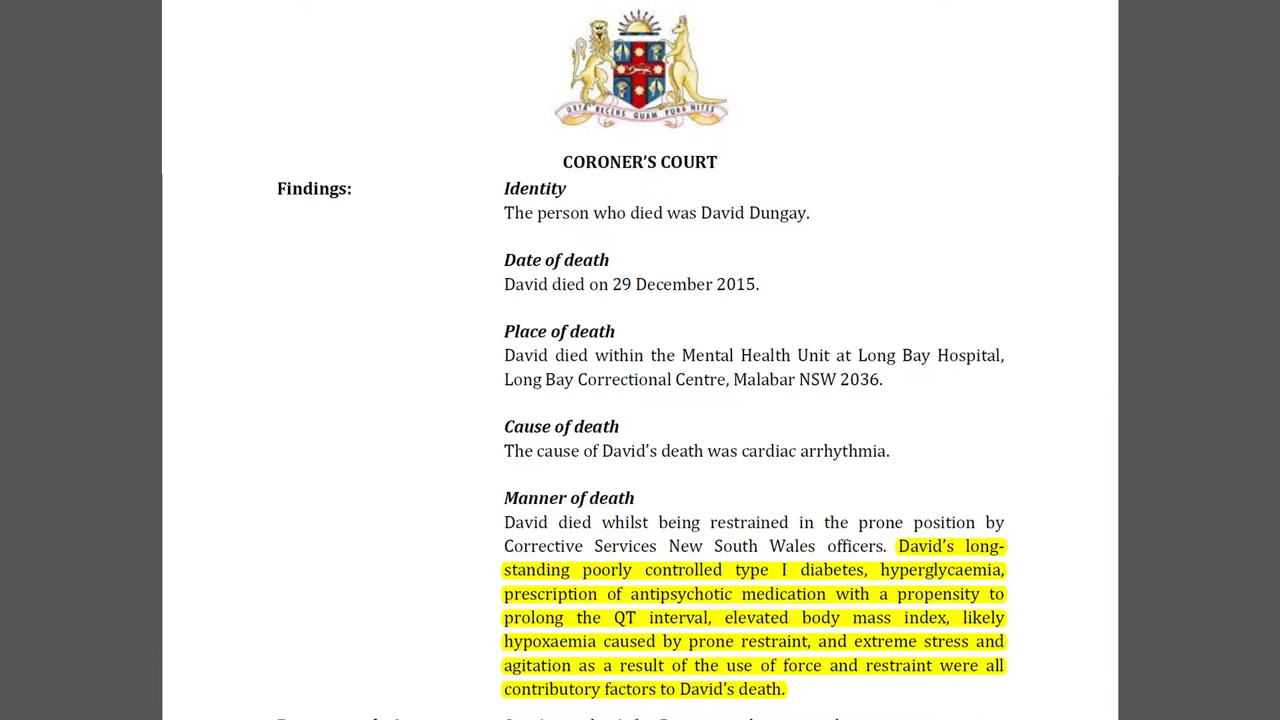 ORTA RECENS QUAM PURA NITES
CORONER'S COURT
Findings:
Identity
The person who died was David Dungay.
Date of death
David died on 29 December 2015.
Place of death
David died within the Mental Health Unit at Long Bay Hospital,
Long Bay Correctional Centre, Malabar NSW 2036.
Cause of death
The cause of David’s death was cardiac arrhythmia.
Manner of death
David died whilst being restrained in the prone position by
Corrective Services New South Wales officers. David’s long-
standing poorly controlled type I diabetes, hyperglycaemia,
prescription of antipsychotic medication with a propensity to
prolong the QT interval, elevated body mass index, likely
hypoxaemia caused by prone restraint, and extreme stress and
agitation as a result of the use of force and restraint were all
contributory factors to David’s death.